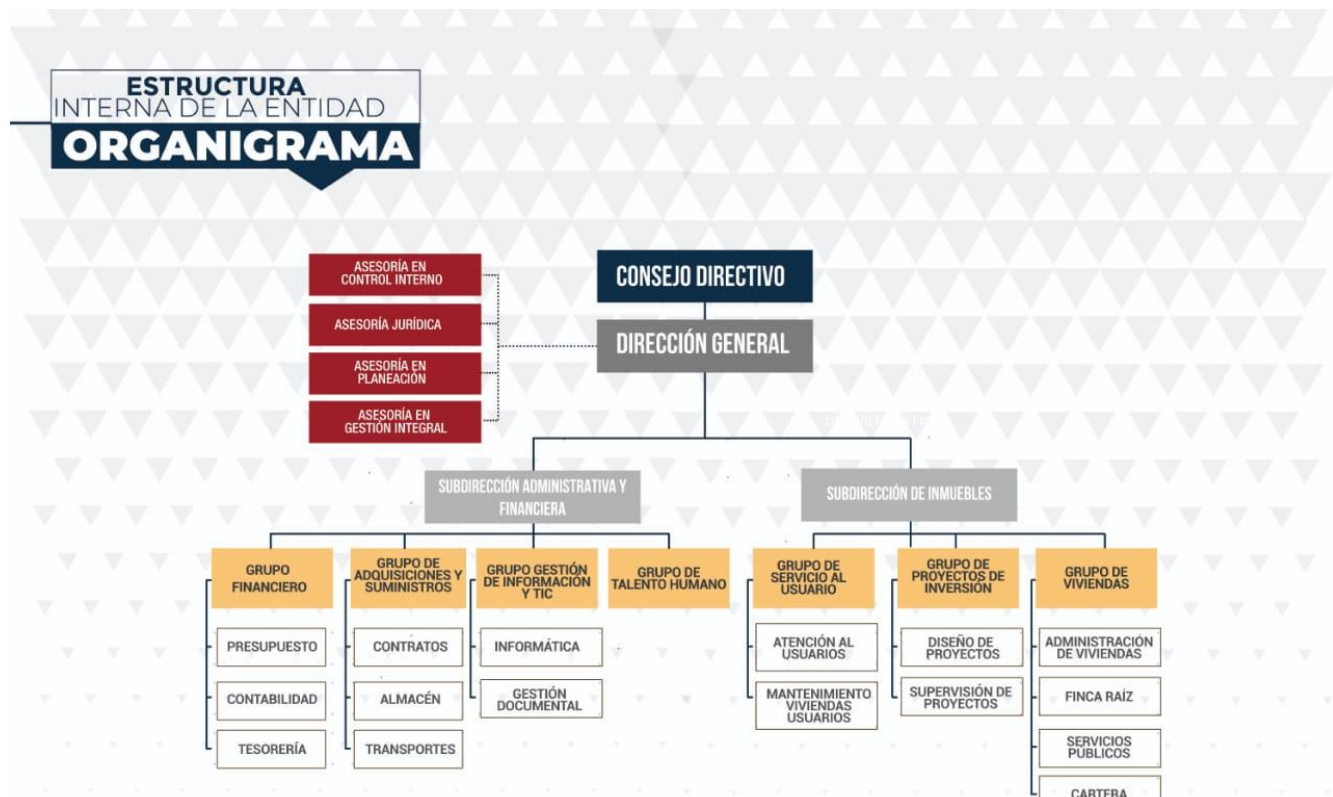 ESTRUCTURA
INTERNA DE LA ENTIDAD
ORGANIGRAMA
ASESORÍA EN
CONTROL INTERNO
ASESORÍA JURÍDICA
ASESORÍA EN
PLANEACIÓN
ASESORÍA EN
GESTIÓN INTEGRAL
CONSEJO DIRECTIVO
DIRECCIÓN GENERAL
SUBDIRECCIÓN ADMINISTRATIVA Y
FINANCIERA
SUBDIRECCIÓN DE INMUEBLES
GRUPO
FINANCIERO
PRESUPUESTO
CONTABILIDAD
TESORERÍA
GRUPO DE
ADQUISICIONES Y
SUMINISTROS
CONTRATOS
ALMACÉN
TRANSPORTES
GRUPO GESTIÓN
DE INFORMACIÓN
Y TIC
INFORMÁTICA
GESTIÓN
DOCUMENTAL
GRUPO DE
TALENTO HUMANO
GRUPO DE
SERVICIO AL
USUARIO
ATENCIÓN AL
USUARIOS
MANTENIMIENTO
VIVIENDAS
USUARIOS
GRUPO DE
PROYECTOS DE
INVERSIÓN
DISEÑO DE
PROYECTOS
SUPERVISIÓN DE
PROYECTOS
GRUPO DE
VIVIENDAS
ADMINISTRACIÓN
DE VIVIENDAS
FINCA RAÍZ
SERVICIOS
PÚBLICOS
CARTERA